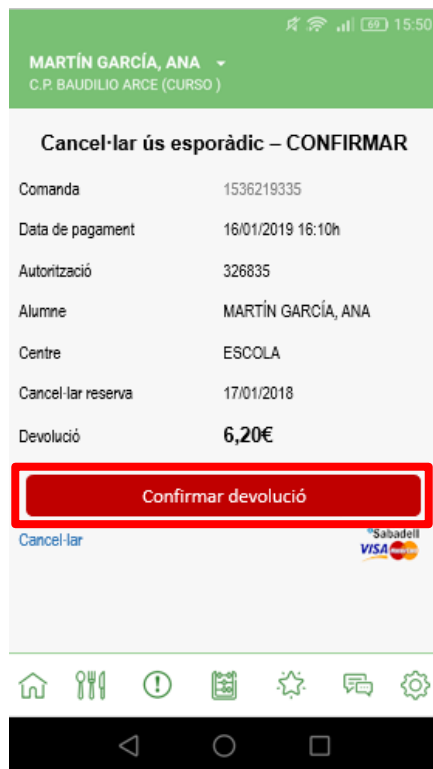 69 15:50
MARTÍN GARCÍA, ANA
C.P. BAUDILIO ARCE (CURSO )
Cancel·lar ús esporàdic – CONFIRMAR
Comanda 1536219335
Data de pagament 16/01/2019 16:10h
Autorització 326835
Alumne MARTÍN GARCÍA, ANA
Centre ESCOLA
Cancel·lar reserva 17/01/2018
Devolució 6,20€
Confirmar devolució
Cancel·lar
°Sabadell
VISA